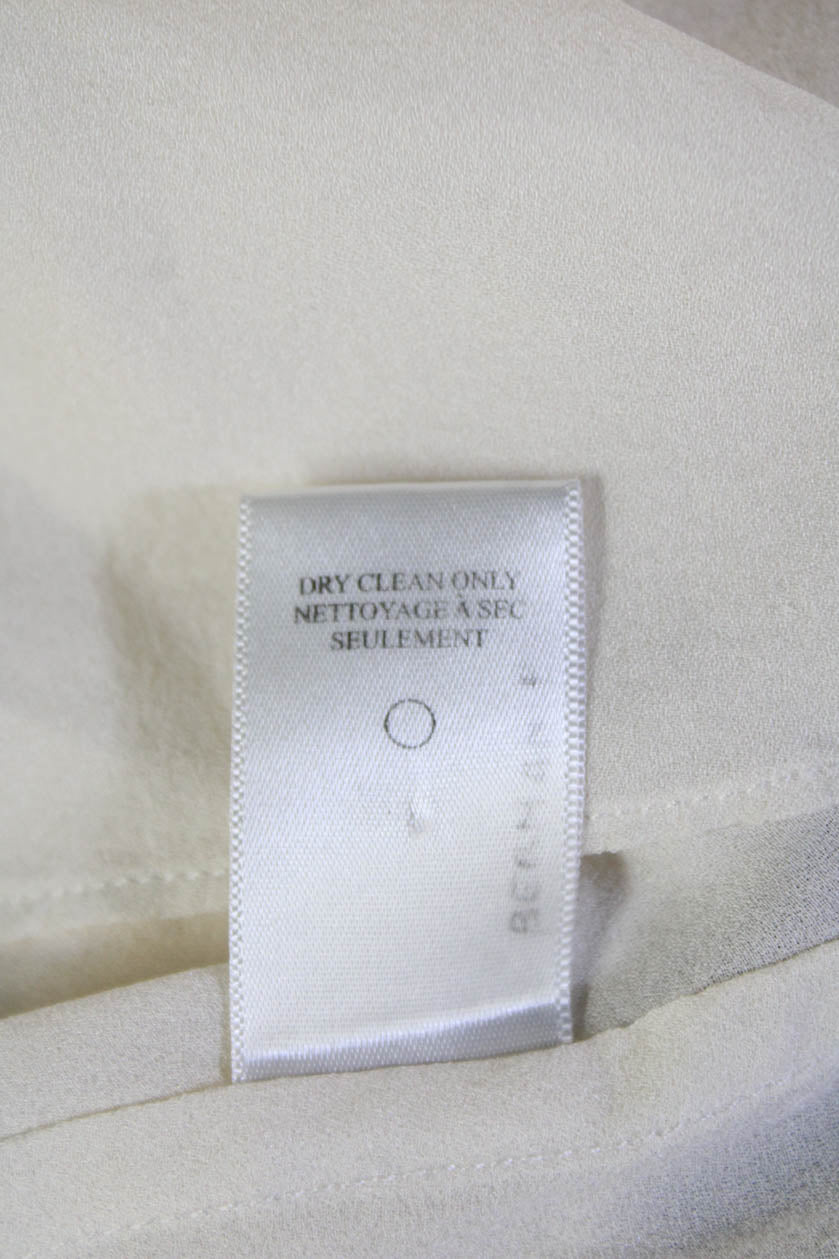 DRY CLEAN ONLY
NETTOYAGE À SEC
SEULEMENT